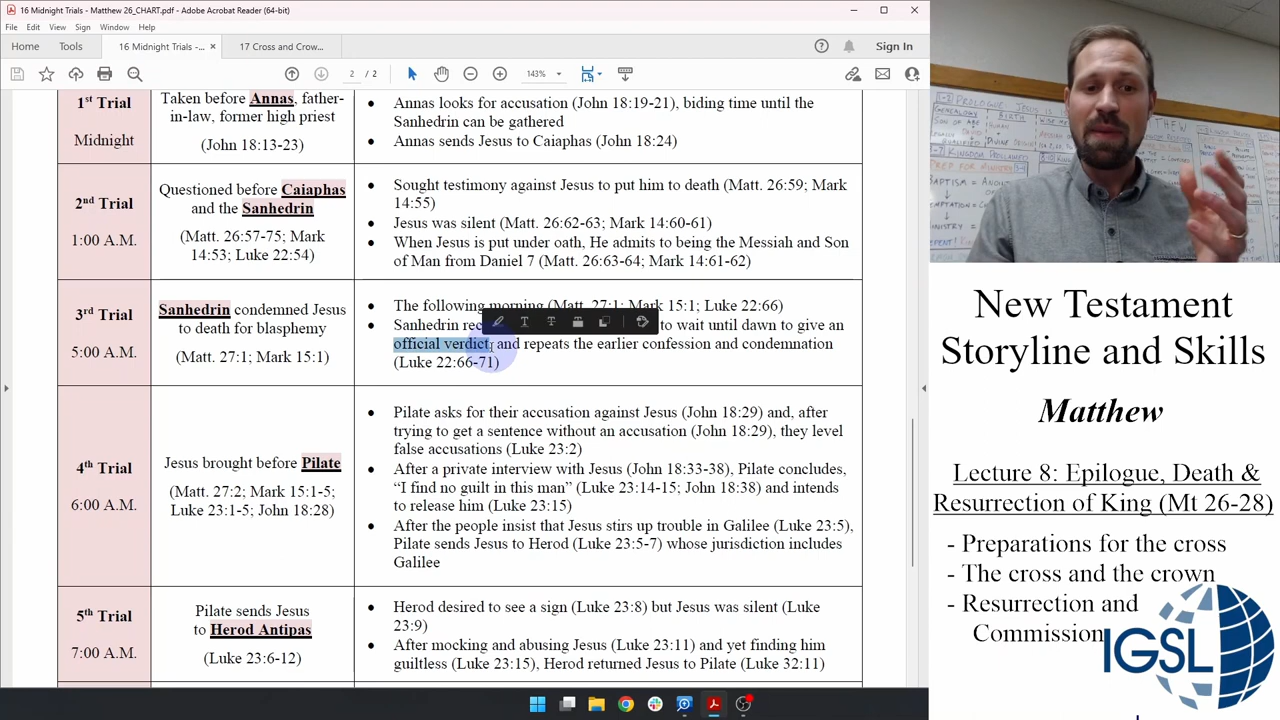 16 Midnight Trials - Matthew 26_CHART.pdf - Adobe Acrobat Reader (64-bit)
File Edit View Sign Window Help
Home Tools 16 Midnight Trials -... × 17 Cross and Crow... Sign In
2 / 2 143%
1st Trial
Midnight
Taken before Annas, father-
in-law, former high priest
(John 18:13-23)
• Annas looks for accusation (John 18:19-21), biding time until the
Sanhedrin can be gathered
• Annas sends Jesus to Caiaphas (John 18:24)
2nd Trial
1:00 A.M.
Questioned before Caiaphas
and the Sanhedrin
(Matt. 26:57-75; Mark
14:53; Luke 22:54)
• Sought testimony against Jesus to put him to death (Matt. 26:59; Mark
14:55)
• Jesus was silent (Matt. 26:62-63; Mark 14:60-61)
• When Jesus is put under oath, He admits to being the Messiah and Son
of Man from Daniel 7 (Matt. 26:63-64; Mark 14:61-62)
3rd Trial
5:00 A.M.
Sanhedrin condemned Jesus
to death for blasphemy
(Matt. 27:1; Mark 15:1)
• The following morning (Matt. 27:1; Mark 15:1; Luke 22:66)
• Sanhedrin to wait until dawn to give an
official verdict, and repeats the earlier confession and condemnation
(Luke 22:66-71)
4th Trial
6:00 A.M.
Jesus brought before Pilate
(Matt. 27:2; Mark 15:1-5;
Luke 23:1-5; John 18:28)
• Pilate asks for their accusation against Jesus (John 18:29) and, after
trying to get a sentence without an accusation (John 18:29), they level
false accusations (Luke 23:2)
• After a private interview with Jesus (John 18:33-38), Pilate concludes,
“I find no guilt in this man” (Luke 23:14-15; John 18:38) and intends
to release him (Luke 23:15)
• After the people insist that Jesus stirs up trouble in Galilee (Luke 23:5),
Pilate sends Jesus to Herod (Luke 23:5-7) whose jurisdiction includes
Galilee
5th Trial
7:00 A.M.
Pilate sends Jesus
to Herod Antipas
(Luke 23:6-12)
• Herod desired to see a sign (Luke 23:8) but Jesus was silent (Luke
23:9)
• After mocking and abusing Jesus (Luke 23:11) and yet finding him
guiltless (Luke 23:15), Herod returned Jesus to Pilate (Luke 32:11)
New Testament
Storyline and Skills
Matthew
Lecture 8: Epilogue, Death &
Resurrection of King (Mt 26-28)
- Preparations for the cross
- The cross and the crown
- Resurrection and
Commission
IGSL